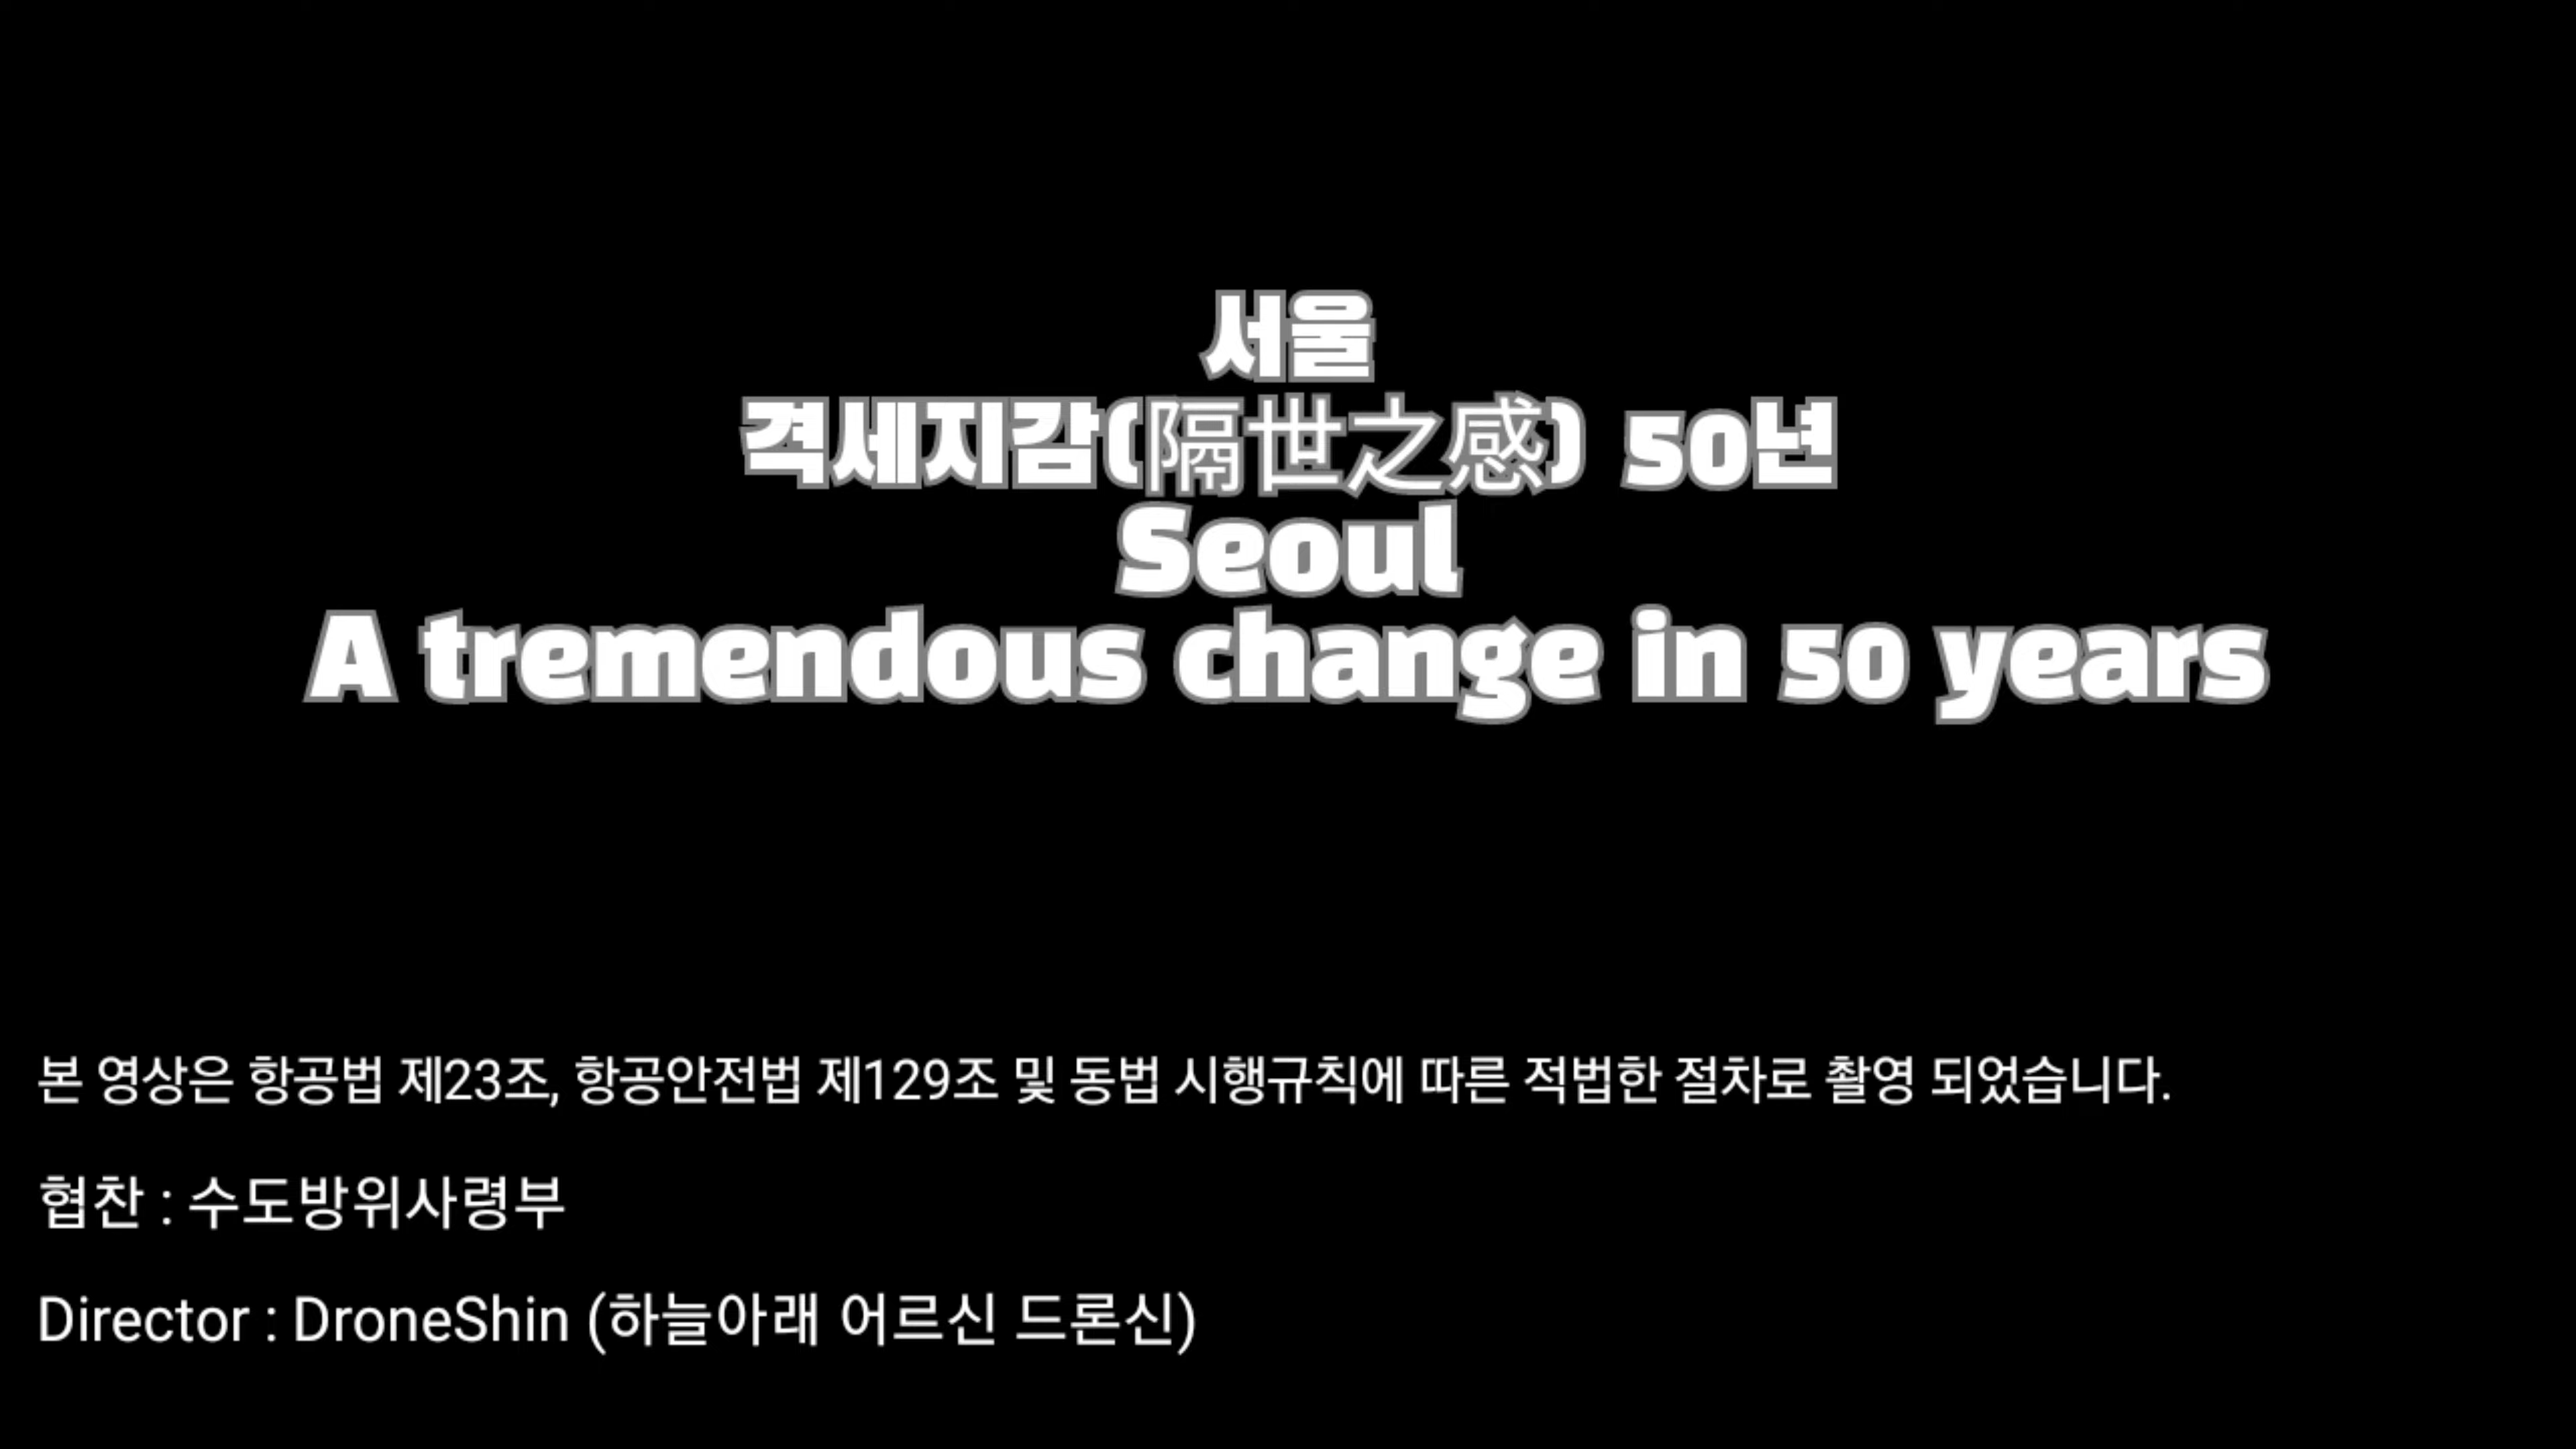 서울
격세지감(隔世之感) 50년
Seoul
A tremendous change in 50 years
본 영상은 항공법 제23조, 항공안전법 제129조 및 동법 시행규칙에 따른 적법한 절차로 촬영 되었습니다.
협찬 : 수도방위사령부
Director : DroneShin (하늘아래 어르신 드론신)